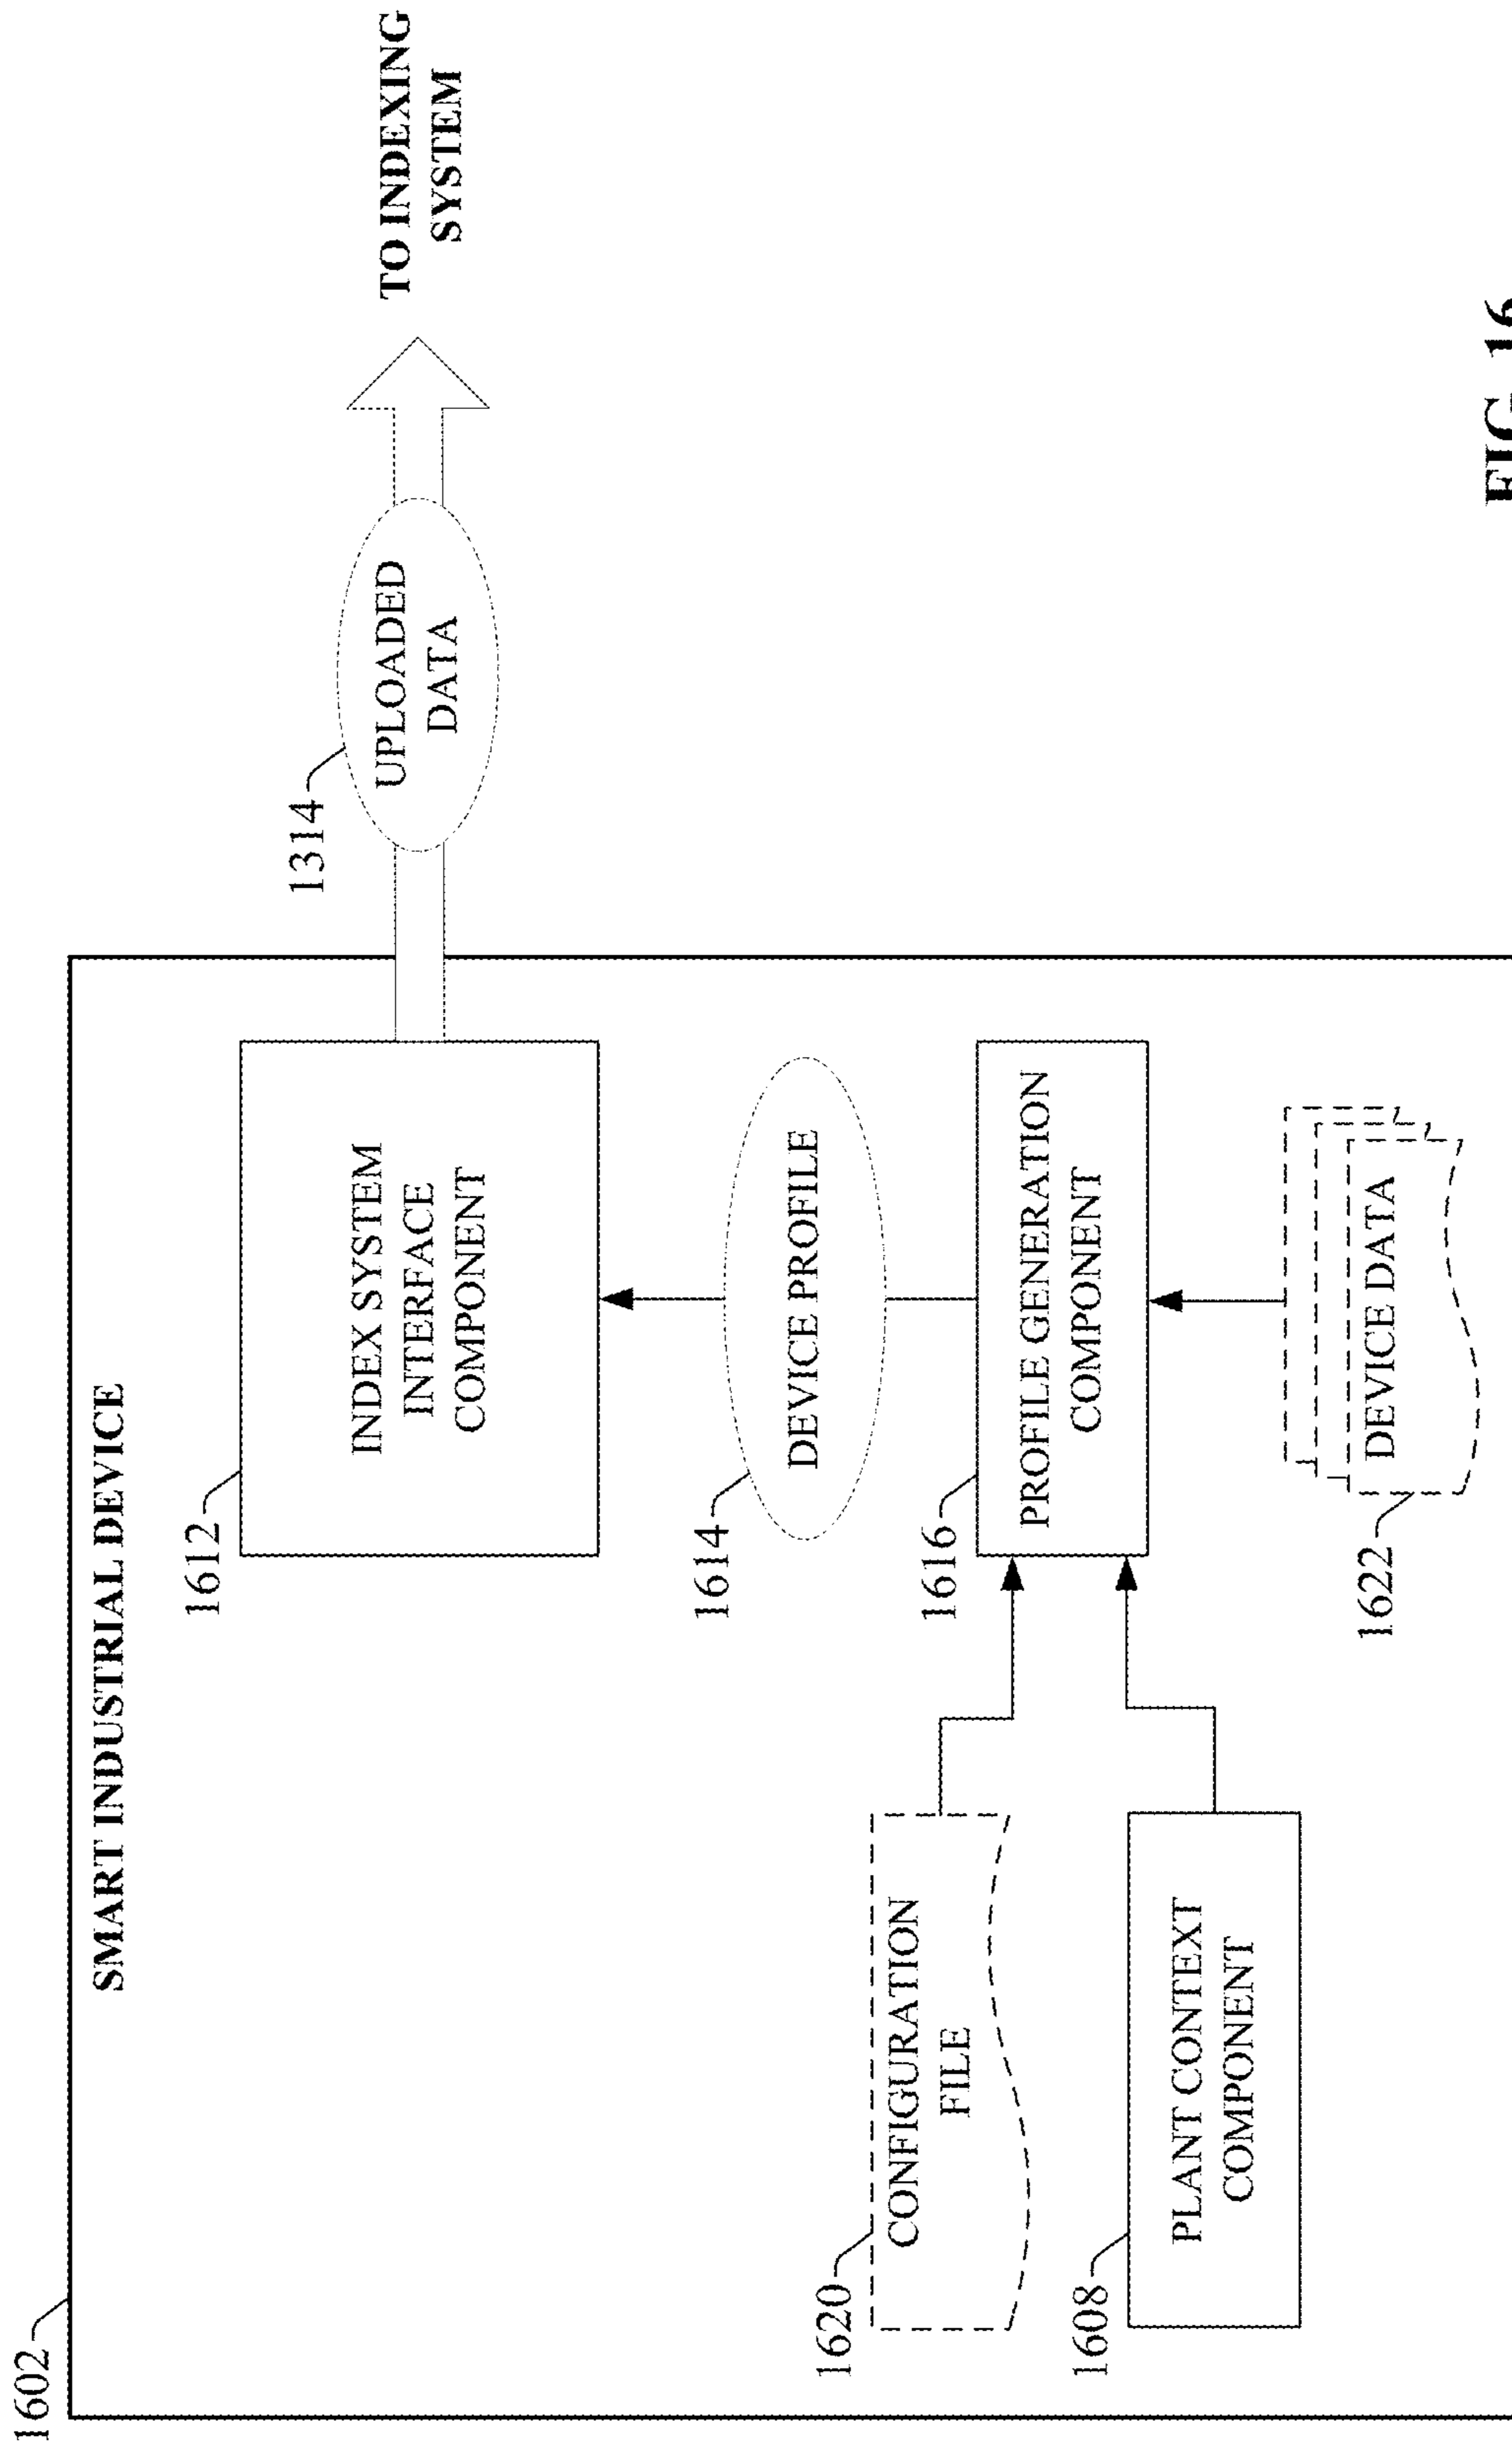 1602
SMART INDUSTRIAL DEVICE
1612
INDEX SYSTEM
INTERFACE
COMPONENT
1314
UPLOADED
DATA
TO INDEXING
SYSTEM
1614
DEVICE PROFILE
1620
CONFIGURATION
FILE
1616
PROFILE GENERATION
COMPONENT
1608
PLANT CONTEXT
COMPONENT
1622
DEVICE DATA
FIG. 16